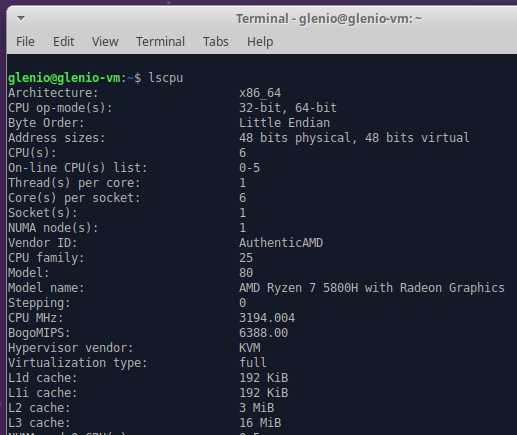 Terminal - glenio@glenio-vm: ~
File Edit View Terminal Tabs Help
glenio@glenio-vm:~$ lscpu
Architecture: x86_64
CPU op-mode(s): 32-bit, 64-bit
Byte Order: Little Endian
Address sizes: 48 bits physical, 48 bits virtual
CPU(s): 6
On-line CPU(s) list: 0-5
Thread(s) per core: 1
Core(s) per socket: 6
Socket(s): 1
NUMA node(s): 1
Vendor ID: AuthenticAMD
CPU family: 25
Model: 80
Model name: AMD Ryzen 7 5800H with Radeon Graphics
Stepping: 0
CPU MHz: 3194.004
BogoMIPS: 6388.00
Hypervisor vendor: KVM
Virtualization type: full
L1d cache: 192 KiB
L1i cache: 192 KiB
L2 cache: 3 MiB
L3 cache: 16 MiB